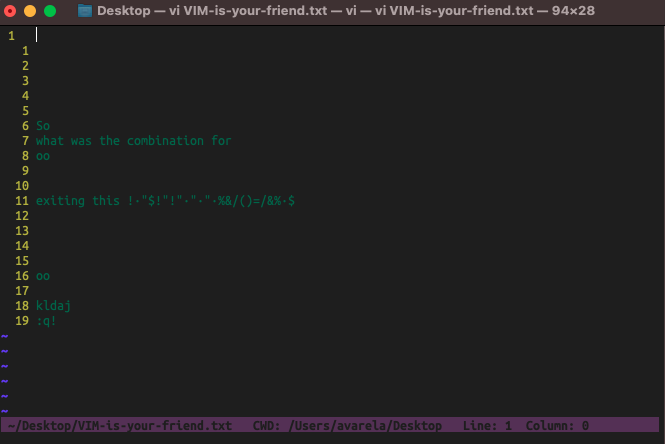 Desktop — vi VIM-is-your-friend.txt — vi — vi VIM-is-your-friend.txt — 94×28
1
1
2
3
4
5
6 So
7 what was the combination for
8 oo
9
10
11 exiting this !·"$!"!"·"·"·%&/()=/&%·$
12
13
14
15
16 oo
17
18 kldaj
19 :q!
~
~
~
~
~
~
~/Desktop/VIM-is-your-friend.txt CWD: /Users/avarela/Desktop Line: 1 Column: 0